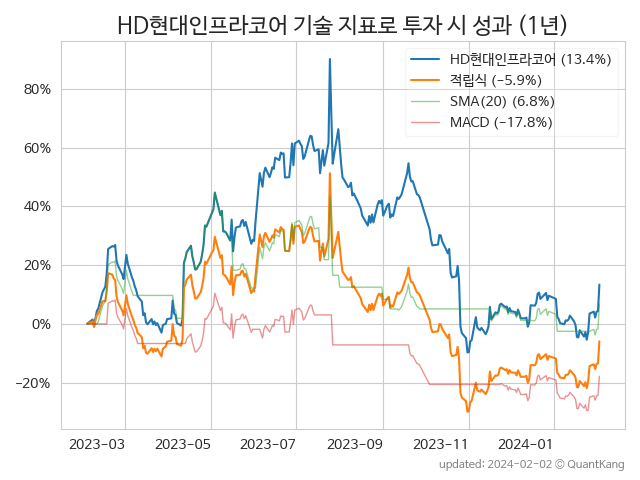 HD현대인프라코어 기술 지표로 투자 시 성과 (1년)
HD현대인프라코어 (13.4%)
적립식 (−5.9%)
SMA(20) (6.8%)
MACD (−17.8%)
80%
60%
40%
20%
0%
−20%
2023−03 2023−05 2023−07 2023−09 2023−11 2024−01
updated: 2024−02−02 ⓒ QuantKang